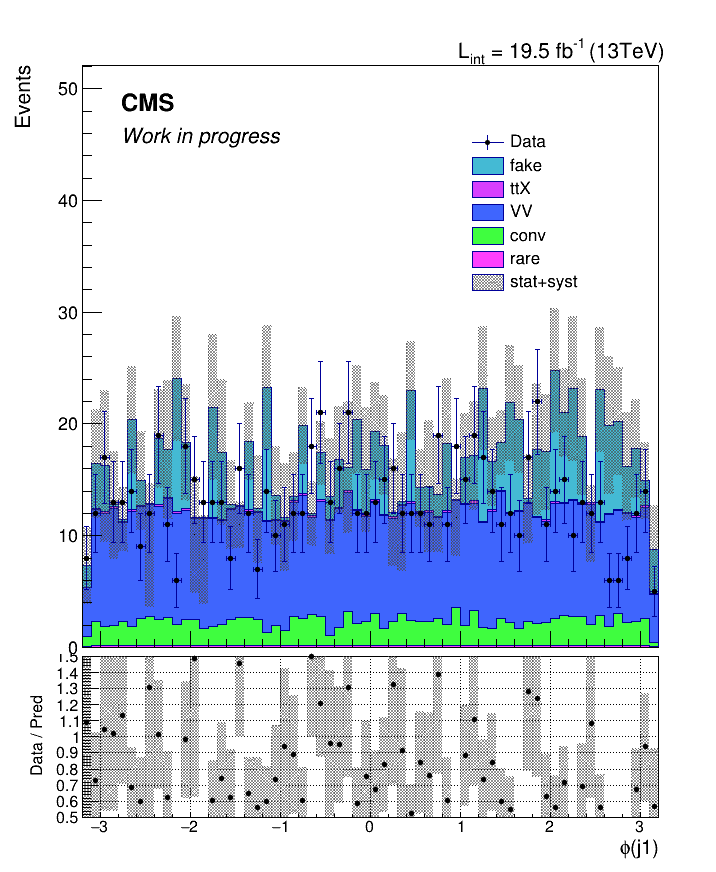 L_int = 19.5 fb^-1 (13TeV)
Events
50
40
30
20
10
0
CMS
Work in progress
Data
fake
ttX
VV
conv
rare
stat+syst
Data / Pred
1.5
1.4
1.3
1.2
1.1
1
0.9
0.8
0.7
0.6
0.5
−3 −2 −1 0 1 2 3
ϕ(j1)